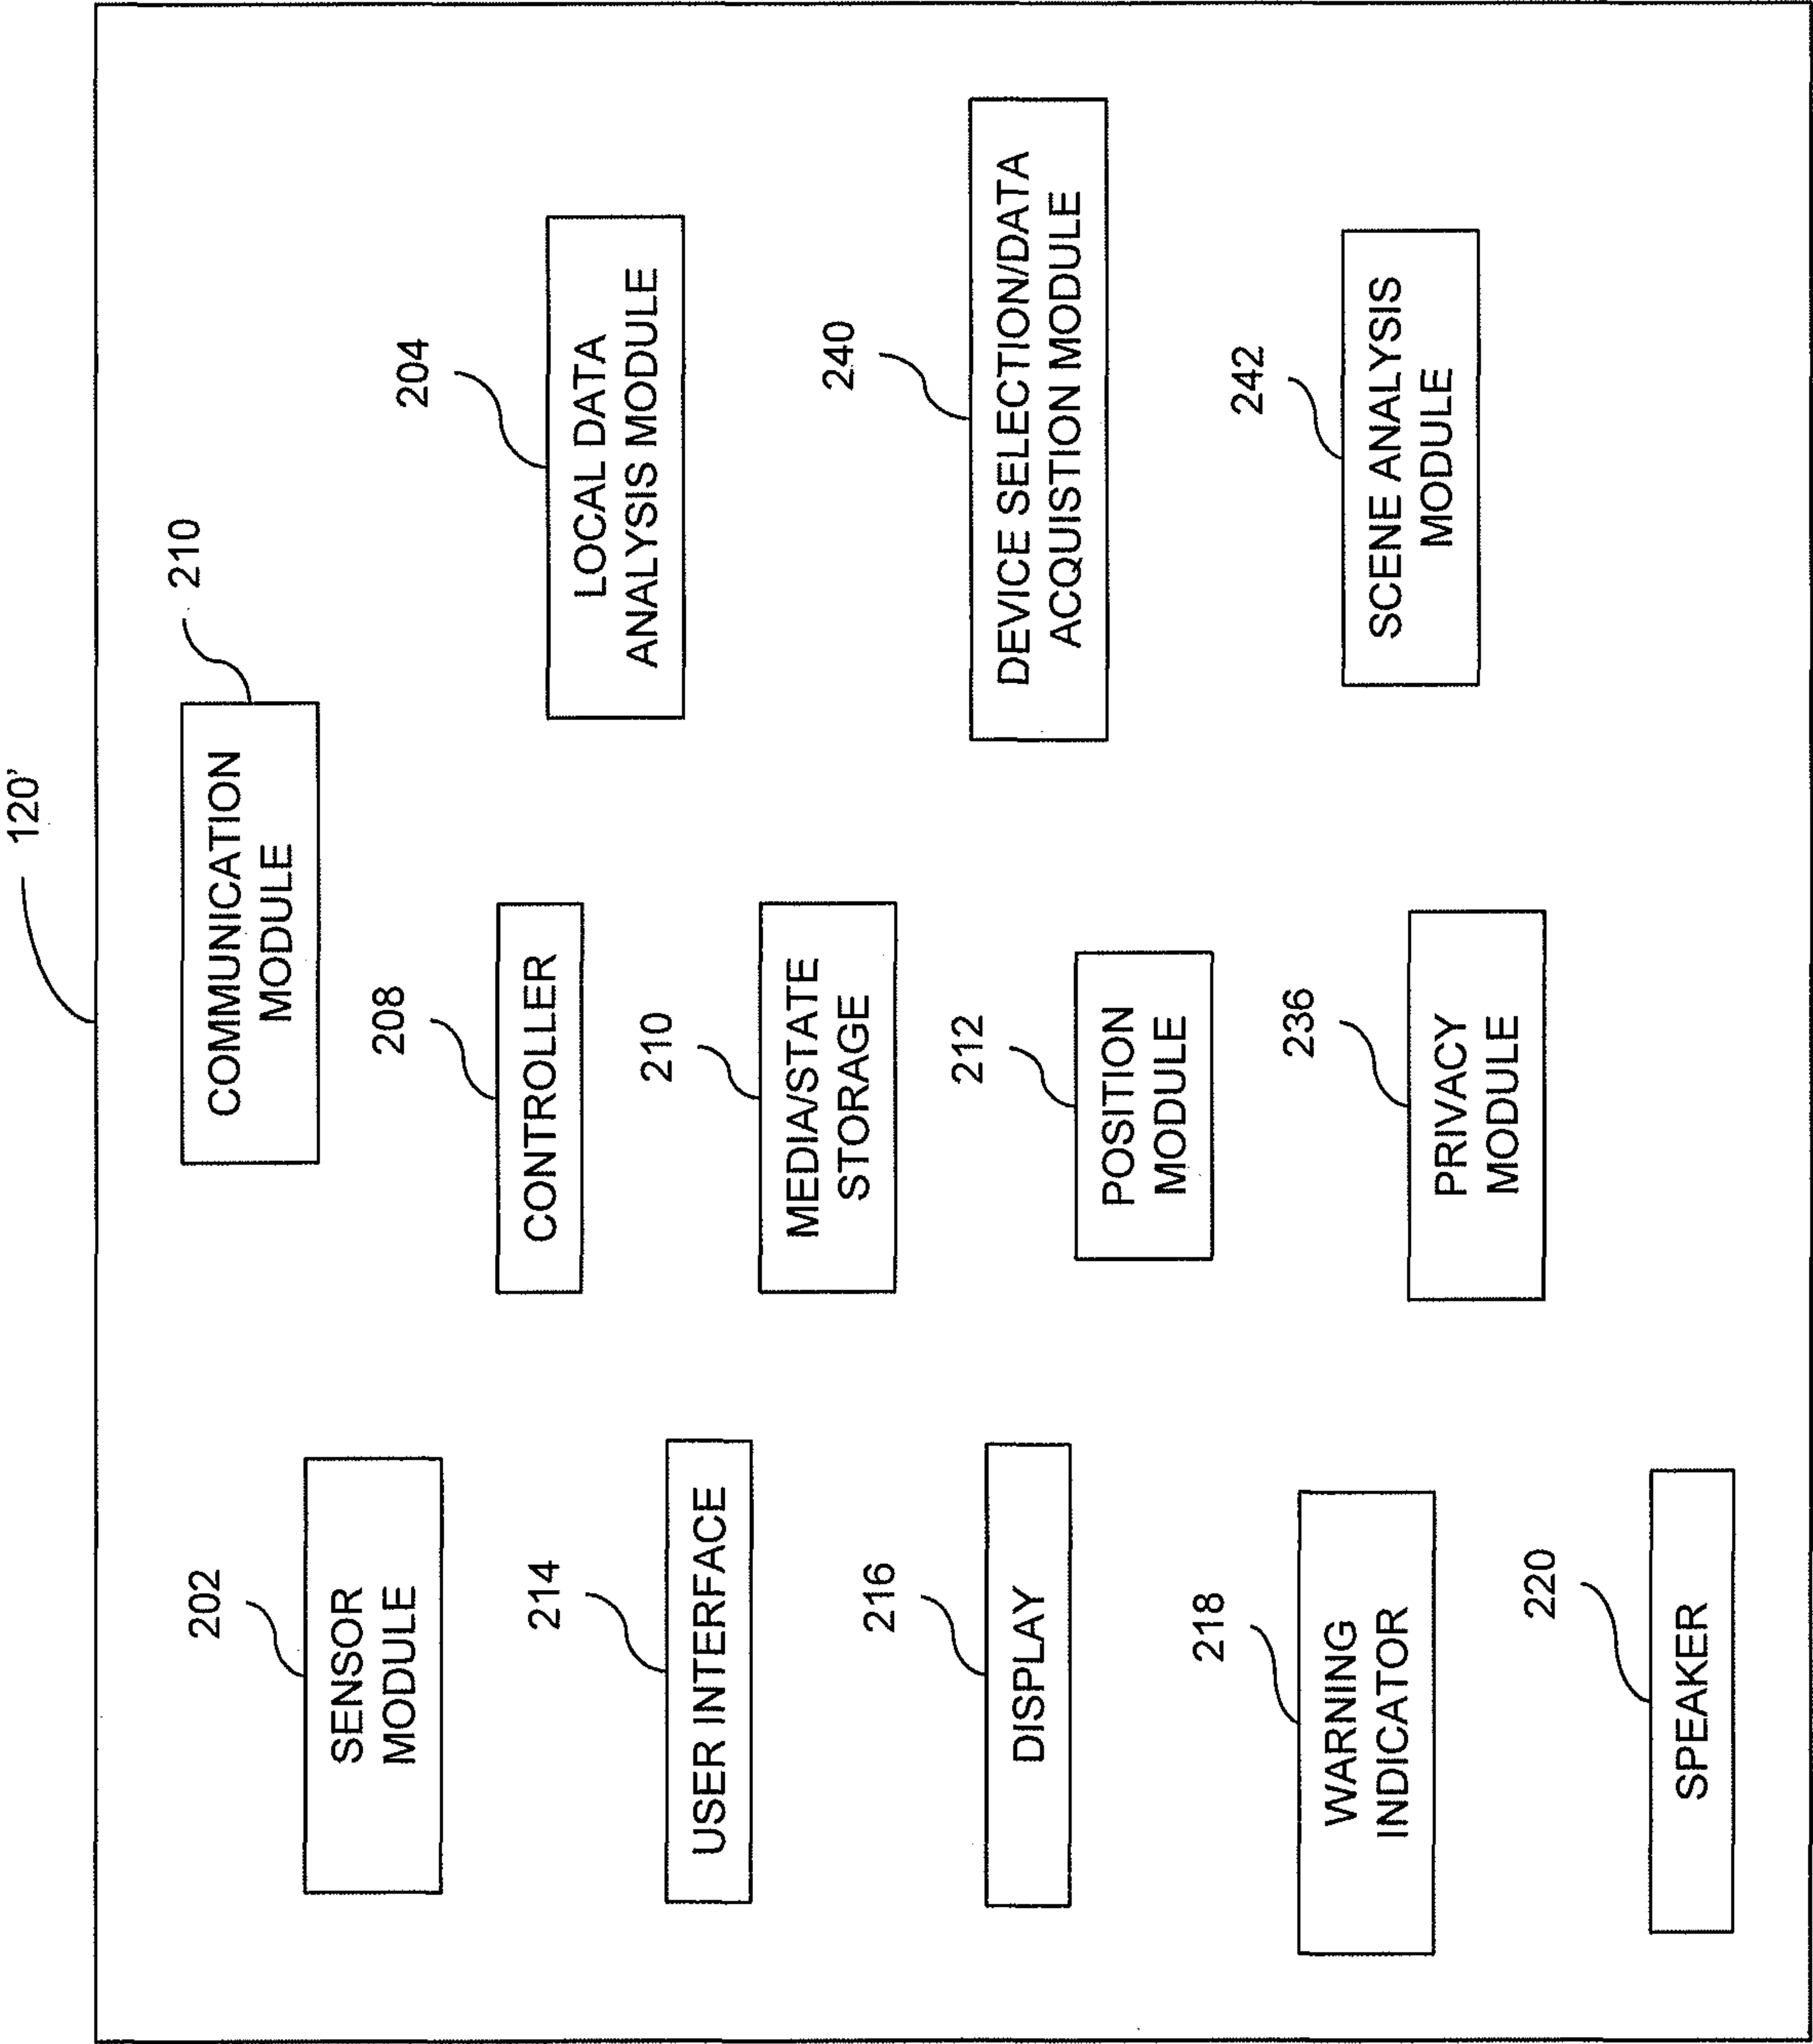 120'
210
COMMUNICATION
MODULE
202
SENSOR
MODULE
208
CONTROLLER
204
LOCAL DATA
ANALYSIS MODULE
214
USER INTERFACE
210
MEDIA/STATE
STORAGE
240
DEVICE SELECTION/DATA
ACQUISTION MODULE
216
DISPLAY
212
POSITION
MODULE
242
SCENE ANALYSIS
MODULE
218
WARNING
INDICATOR
236
PRIVACY
MODULE
220
SPEAKER